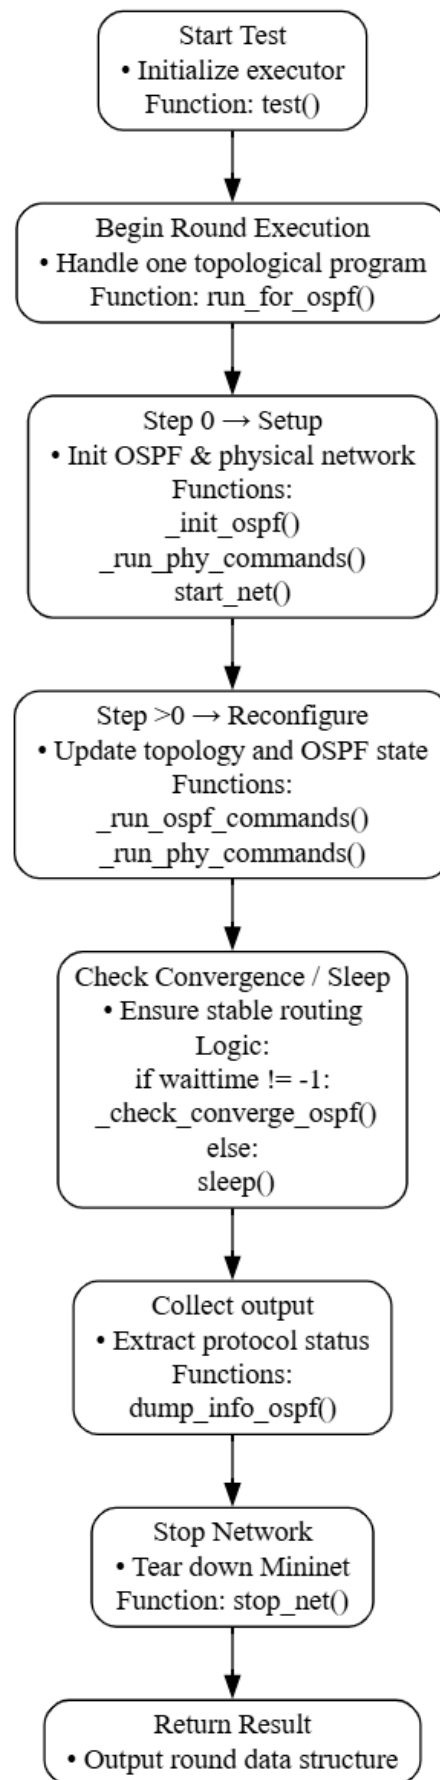 Start Test
• Initialize executor
Function: test()
Begin Round Execution
• Handle one topological program
Function: run_for_ospf()
Step 0 → Setup
• Init OSPF & physical network
Functions:
_init_ospf()
_run_phy_commands()
start_net()
Step >0 → Reconfigure
• Update topology and OSPF state
Functions:
_run_ospf_commands()
_run_phy_commands()
Check Convergence / Sleep
• Ensure stable routing
Logic:
if waittime != -1:
_check_converge_ospf()
else:
sleep()
Collect output
• Extract protocol status
Functions:
dump_info_ospf()
Stop Network
• Tear down Mininet
Function: stop_net()
Return Result
• Output round data structure